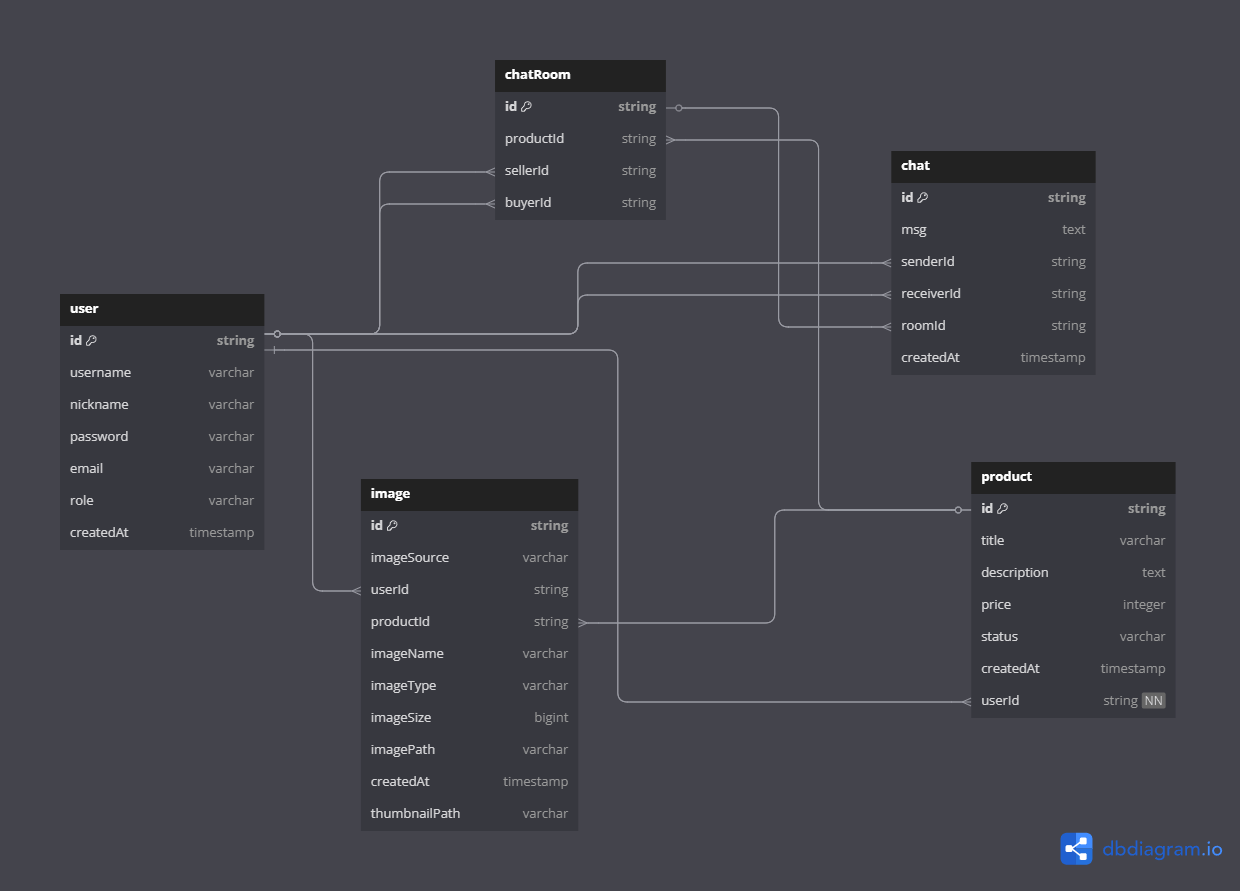 chatRoom
id string
productId string
sellerId string
buyerId string
chat
id string
msg text
senderId string
receiverId string
roomId string
createdAt timestamp
user
id string
username varchar
nickname varchar
password varchar
email varchar
role varchar
createdAt timestamp
image
id string
imageSource varchar
userId string
productId string
imageName varchar
imageType varchar
imageSize bigint
imagePath varchar
createdAt timestamp
thumbnailPath varchar
product
id string
title varchar
description text
price integer
status varchar
createdAt timestamp
userId string NN
dbdiagram.io